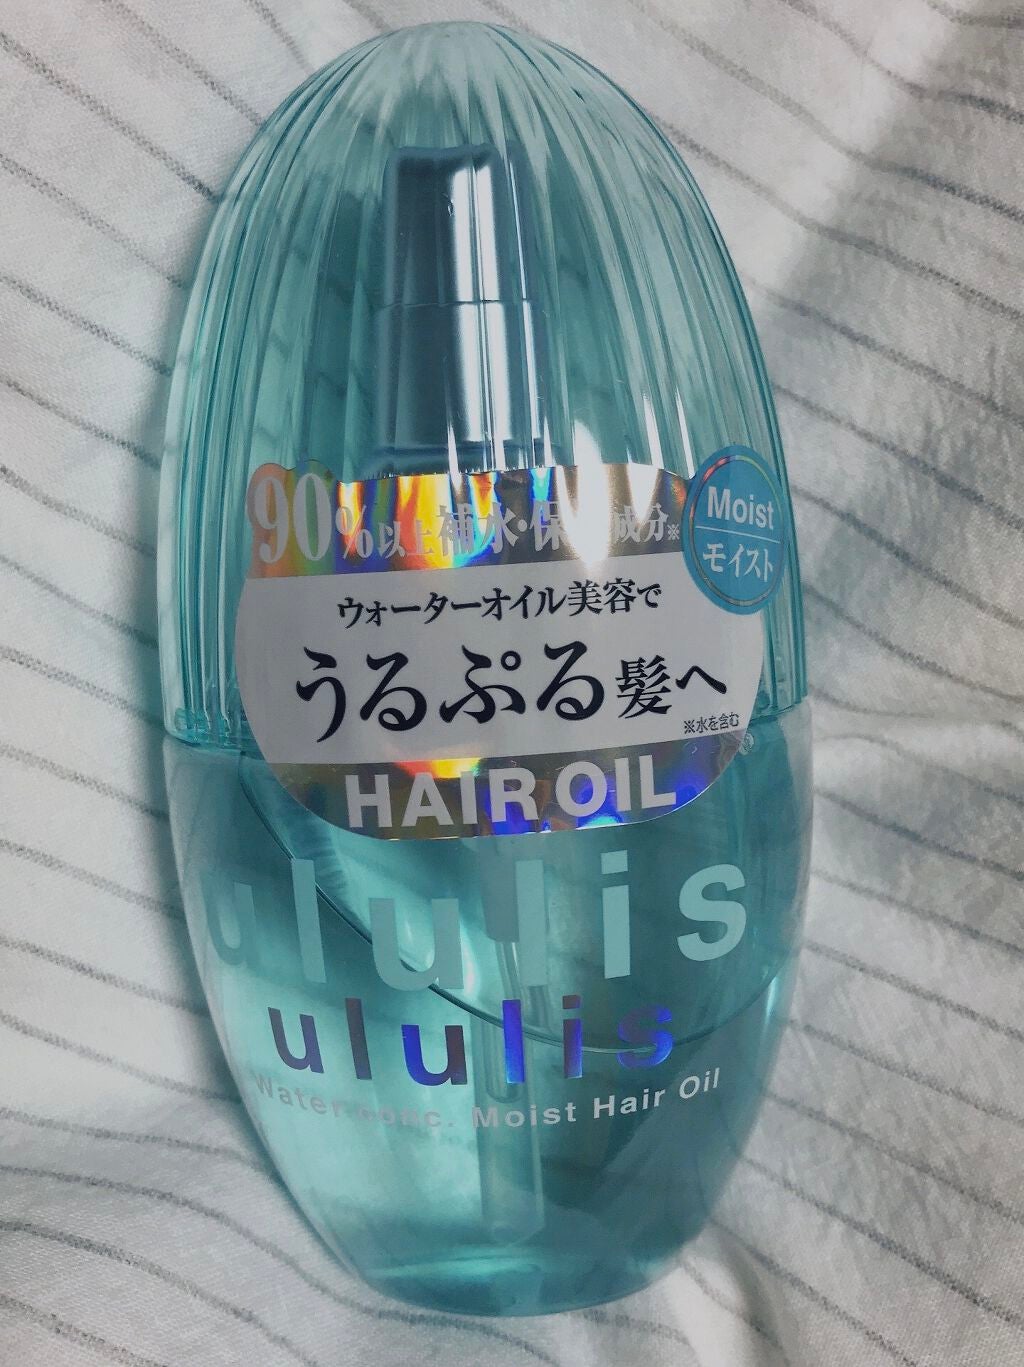 90%以上補水・保 成分※
Moist
モイスト
ウォーターオイル美容で
うるぷる髪へ
※水を含む
HAIR OIL
ululis
ululis
Water conc. Moist Hair Oil